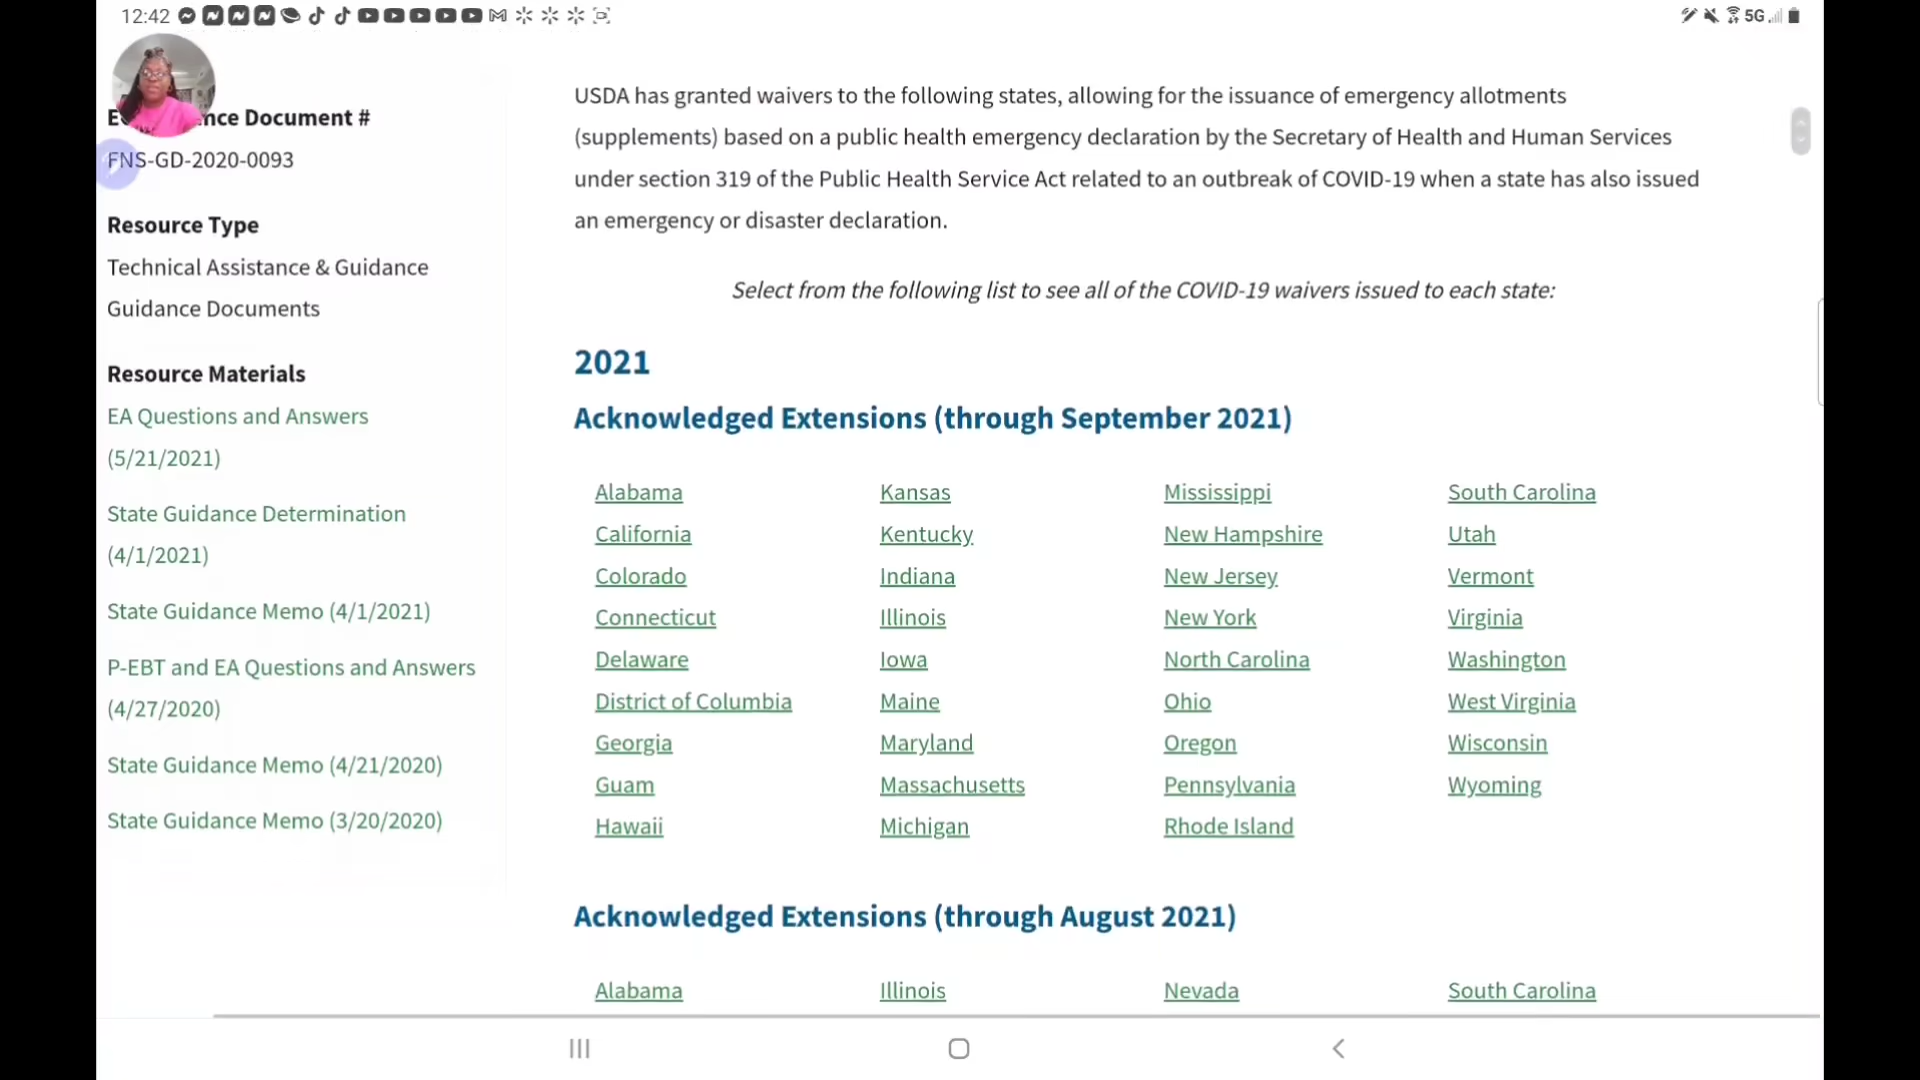 12:42
5G
E nce Document #
FNS-GD-2020-0093
Resource Type
Technical Assistance & Guidance
Guidance Documents
Resource Materials
EA Questions and Answers
(5/21/2021)
State Guidance Determination
(4/1/2021)
State Guidance Memo (4/1/2021)
P-EBT and EA Questions and Answers
(4/27/2020)
State Guidance Memo (4/21/2020)
State Guidance Memo (3/20/2020)
USDA has granted waivers to the following states, allowing for the issuance of emergency allotments
(supplements) based on a public health emergency declaration by the Secretary of Health and Human Services
under section 319 of the Public Health Service Act related to an outbreak of COVID-19 when a state has also issued
an emergency or disaster declaration.
Select from the following list to see all of the COVID-19 waivers issued to each state:
2021
Acknowledged Extensions (through September 2021)
Alabama Kansas Mississippi South Carolina
California Kentucky New Hampshire Utah
Colorado Indiana New Jersey Vermont
Connecticut Illinois New York Virginia
Delaware Iowa North Carolina Washington
District of Columbia Maine Ohio West Virginia
Georgia Maryland Oregon Wisconsin
Guam Massachusetts Pennsylvania Wyoming
Hawaii Michigan Rhode Island
Acknowledged Extensions (through August 2021)
Alabama Illinois Nevada South Carolina